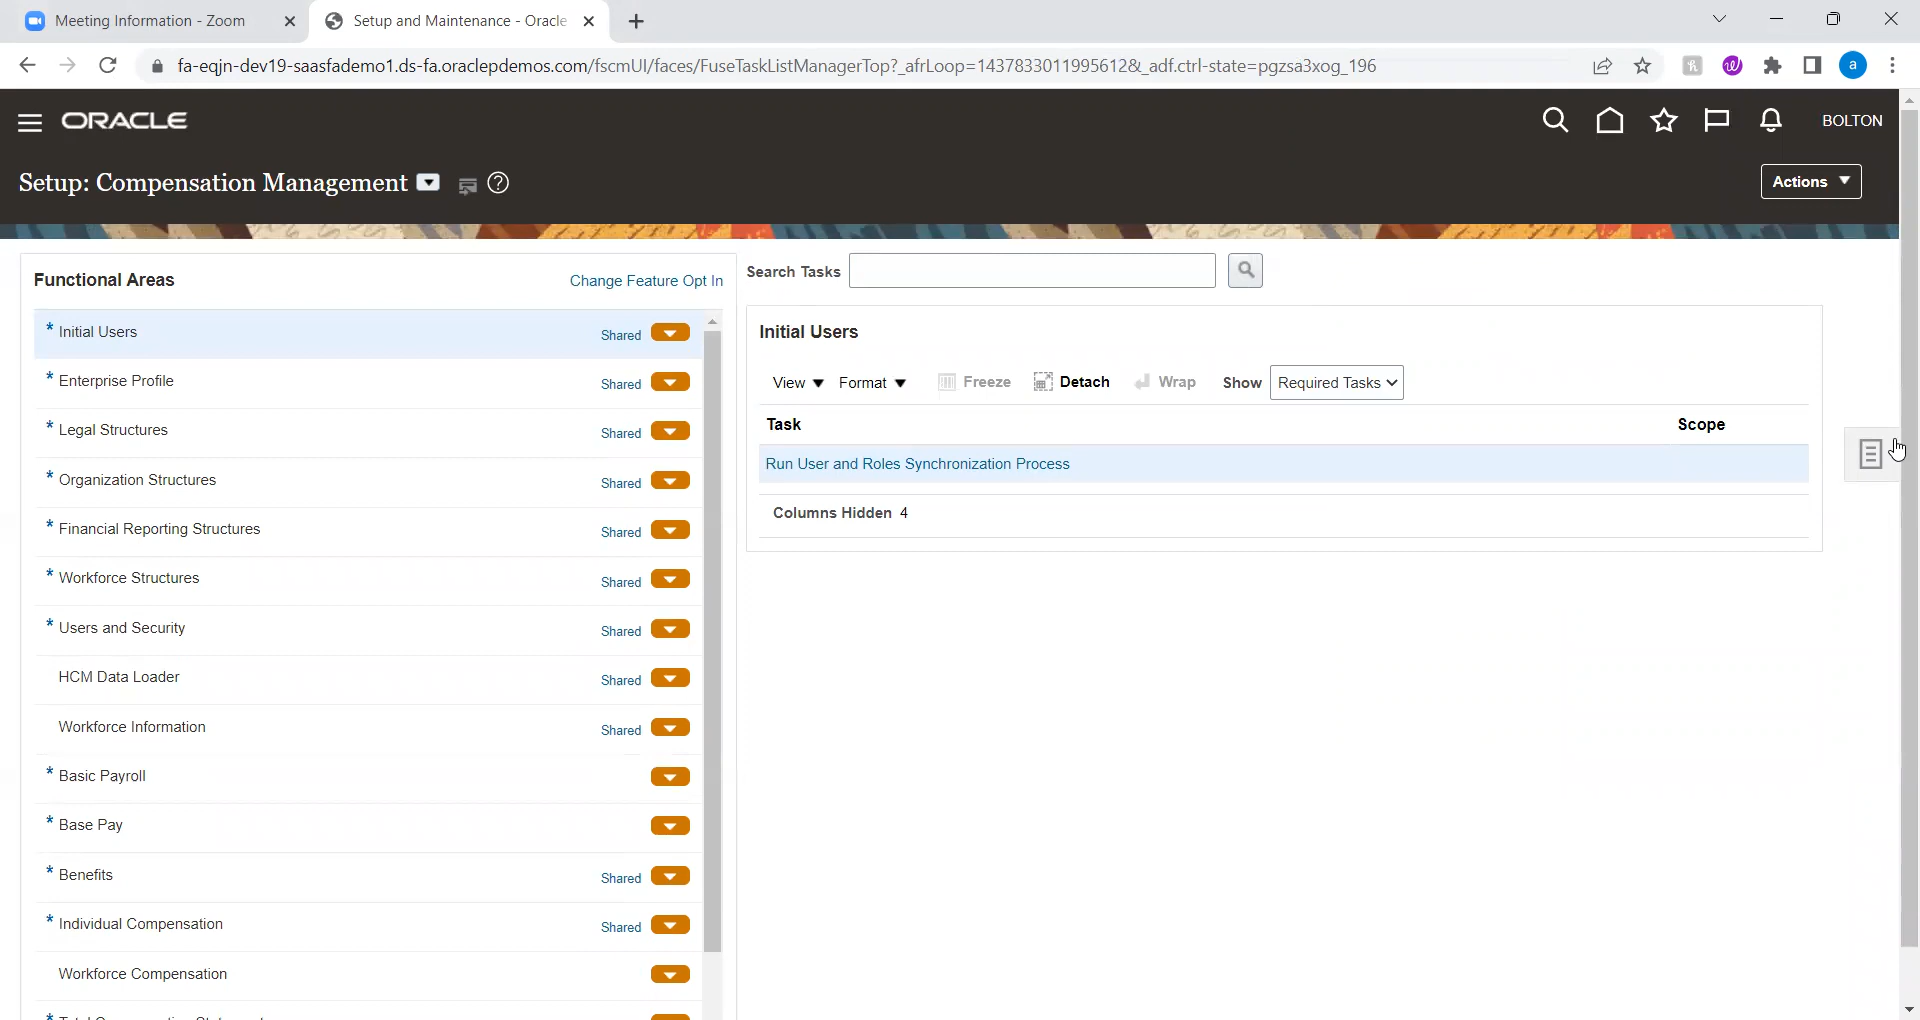 Meeting Information - Zoom
Setup and Maintenance - Oracle
fa-eqjn-dev19-saasfademo1.ds-fa.oraclepdemos.com/fscmUI/faces/FuseTaskListManagerTop?_afrLoop=1437833011995612&_adf.ctrl-state=pgzsa3xog_196
a
ORACLE
BOLTON
Setup: Compensation Management
Actions
Functional Areas
Change Feature Opt In
Search Tasks
* Initial Users Shared
* Enterprise Profile Shared
* Legal Structures Shared
* Organization Structures Shared
* Financial Reporting Structures Shared
* Workforce Structures Shared
* Users and Security Shared
HCM Data Loader Shared
Workforce Information Shared
* Basic Payroll
* Base Pay
* Benefits Shared
* Individual Compensation Shared
Workforce Compensation
Initial Users
View Format Freeze Detach Wrap Show Required Tasks
Task Scope
Run User and Roles Synchronization Process
Columns Hidden 4